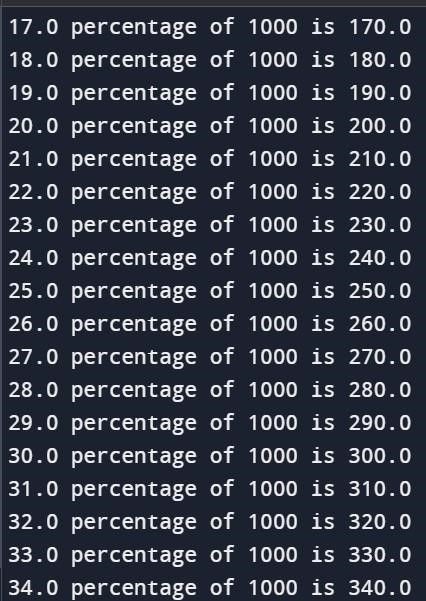 17.0 percentage of 1000 is 170.0
18.0 percentage of 1000 is 180.0
19.0 percentage of 1000 is 190.0
20.0 percentage of 1000 is 200.0
21.0 percentage of 1000 is 210.0
22.0 percentage of 1000 is 220.0
23.0 percentage of 1000 is 230.0
24.0 percentage of 1000 is 240.0
25.0 percentage of 1000 is 250.0
26.0 percentage of 1000 is 260.0
27.0 percentage of 1000 is 270.0
28.0 percentage of 1000 is 280.0
29.0 percentage of 1000 is 290.0
30.0 percentage of 1000 is 300.0
31.0 percentage of 1000 is 310.0
32.0 percentage of 1000 is 320.0
33.0 percentage of 1000 is 330.0
34.0 percentage of 1000 is 340.0